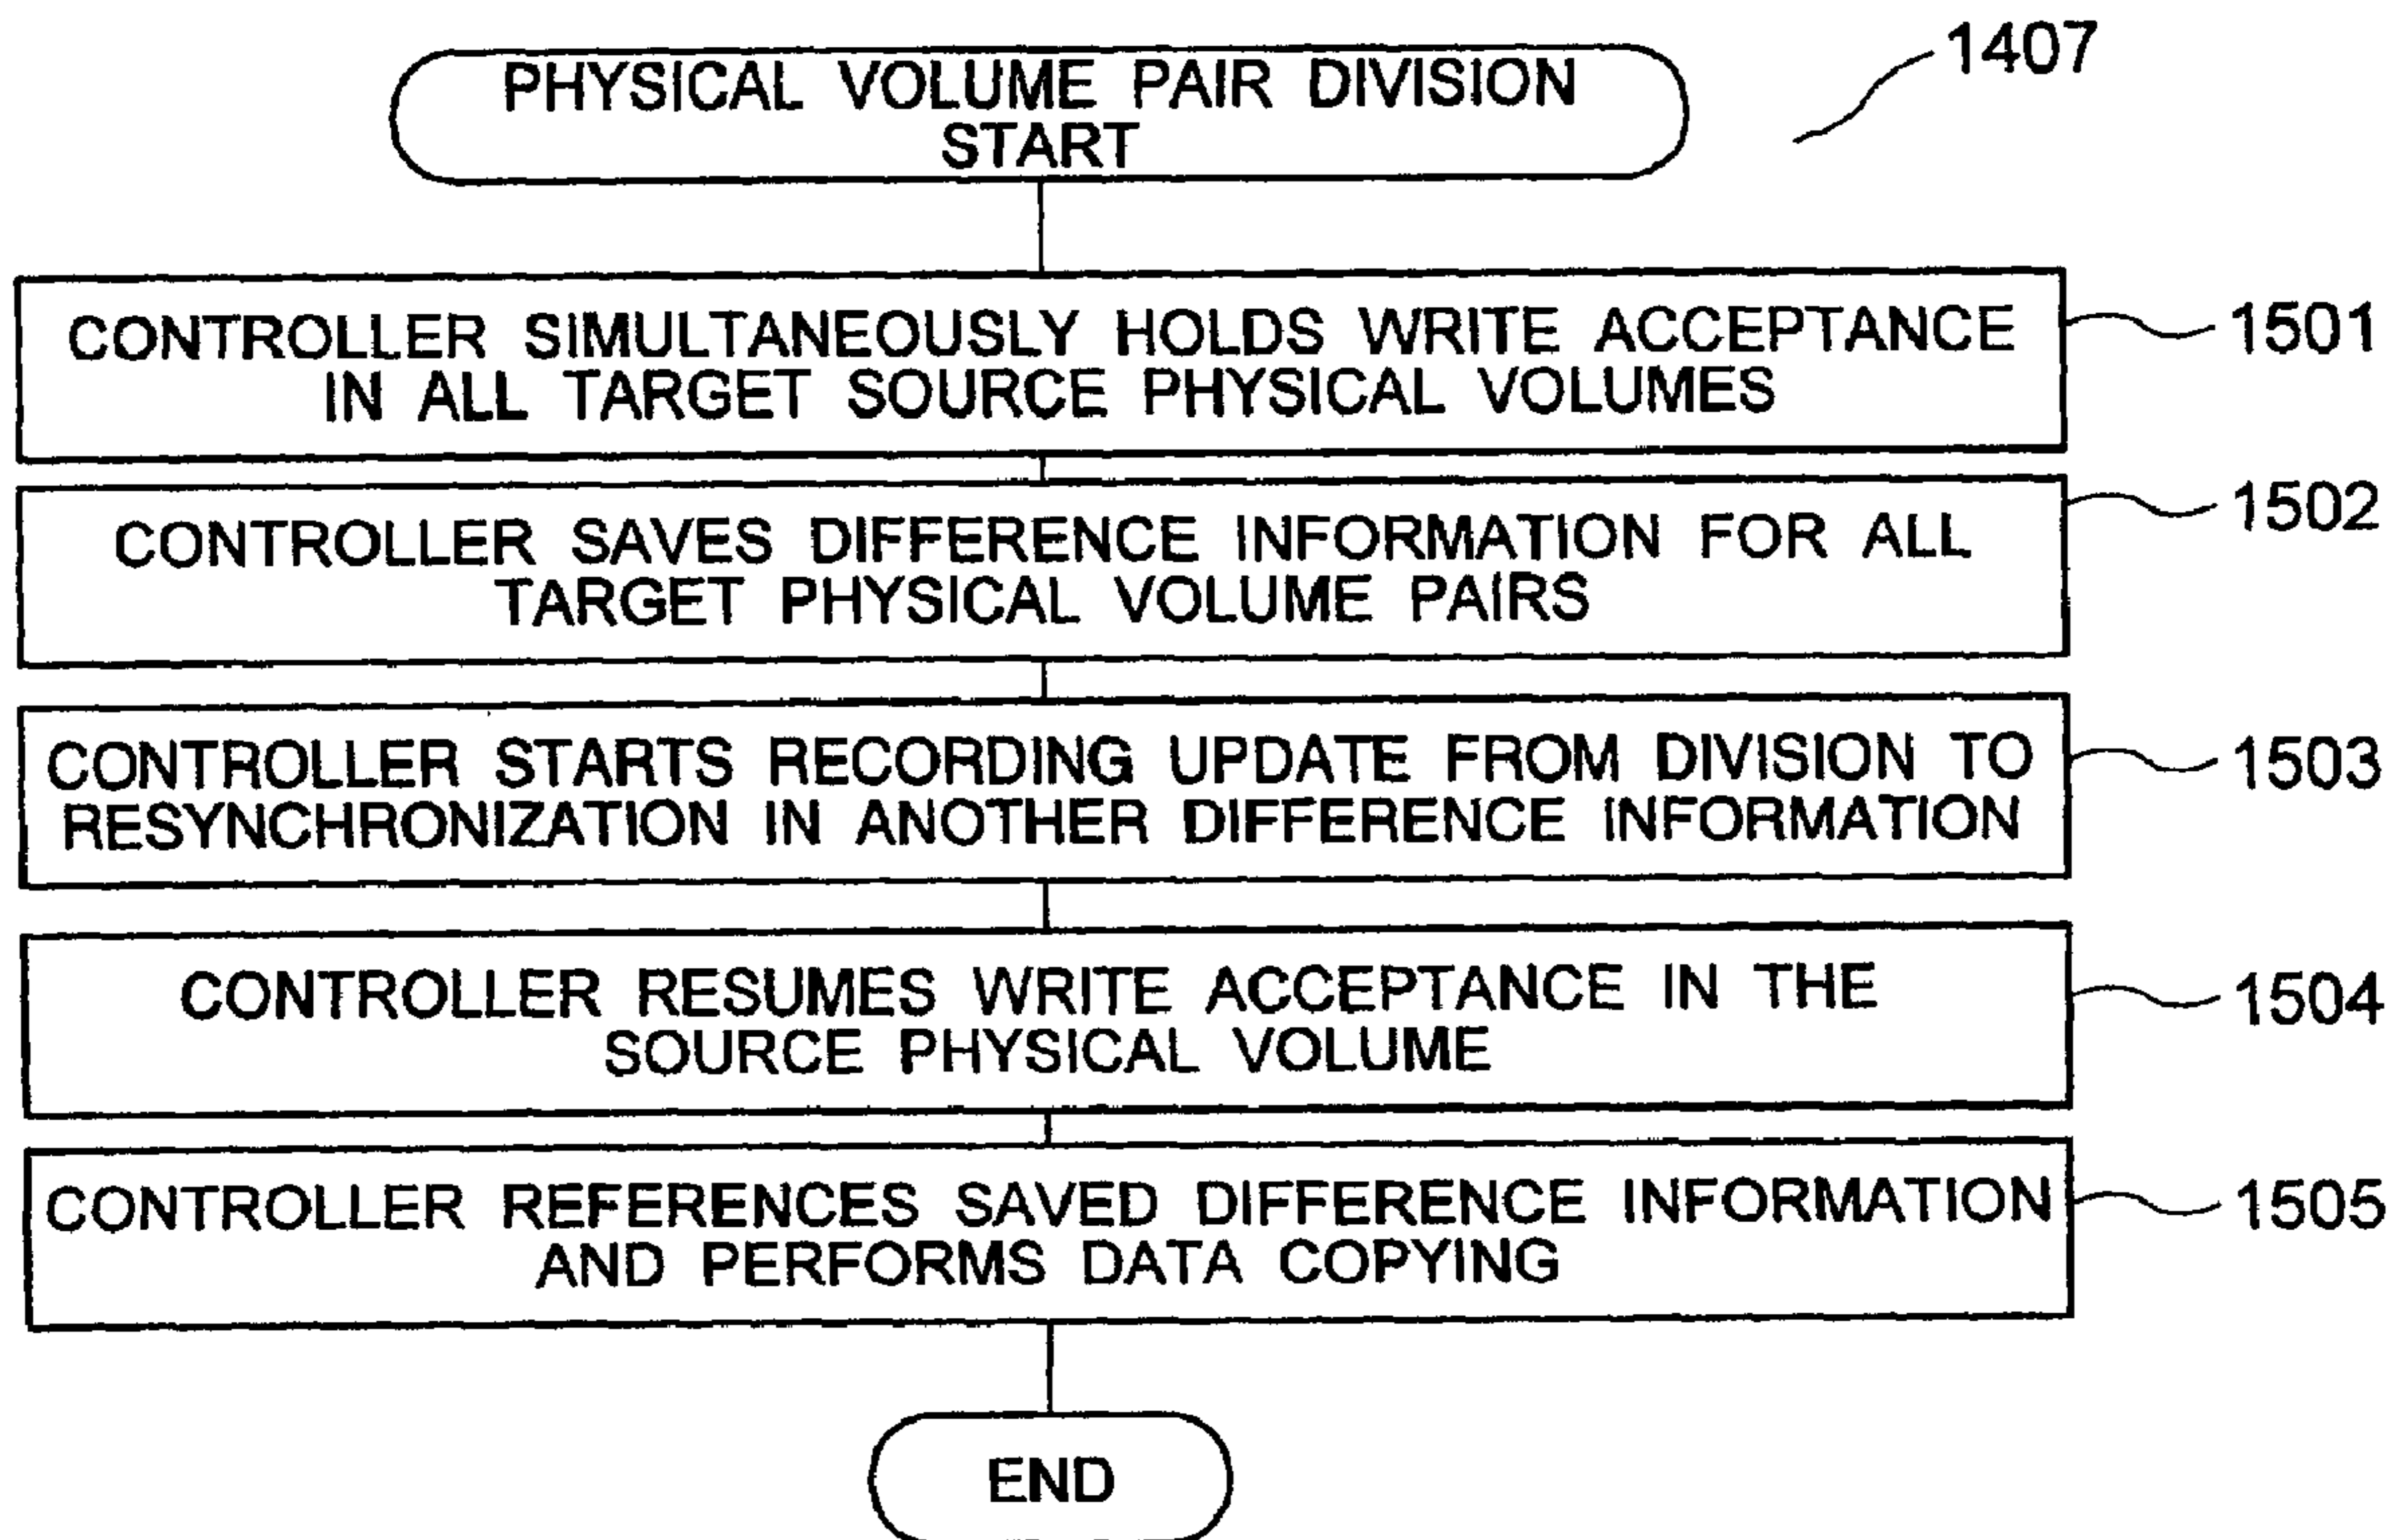 PHYSICAL VOLUME PAIR DIVISION
START
1407
CONTROLLER SIMULTANEOUSLY HOLDS WRITE ACCEPTANCE
IN ALL TARGET SOURCE PHYSICAL VOLUMES
1501
CONTROLLER SAVES DIFFERENCE INFORMATION FOR ALL
TARGET PHYSICAL VOLUME PAIRS
1502
CONTROLLER STARTS RECORDING UPDATE FROM DIVISION TO
RESYNCHRONIZATION IN ANOTHER DIFFERENCE INFORMATION
1503
CONTROLLER RESUMES WRITE ACCEPTANCE IN THE
SOURCE PHYSICAL VOLUME
1504
CONTROLLER REFERENCES SAVED DIFFERENCE INFORMATION
AND PERFORMS DATA COPYING
1505
END